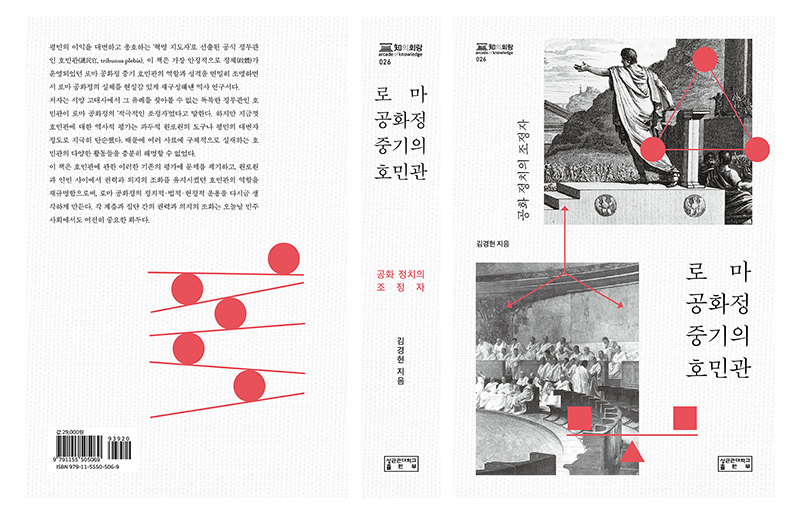 평민의 이익을 대변하고 옹호하는 '혁명 지도자'로 선출된 공식 정무관
인 호민관(護民官, tribunus plebis). 이 책은 가장 안정적으로 정체(政體)가
운영되었던 로마 공화정 중기 호민관의 역할과 성격을 면밀히 조명하면
서 로마 공화정의 실제를 현실감 있게 재구성해낸 역사 연구서다.
저자는 서양 고대사에서 그 유례를 찾아볼 수 없는 독특한 정무관인 호
민관이 로마 공화정의 '적극적인 조정자'였다고 말한다. 하지만 지금껏
호민관에 대한 역사적 평가는 과두적 원로원의 도구나 평민의 대변자
정도로 지극히 단순했다. 때문에 여러 사료에 구체적으로 실재하는 호
민관의 다양한 활동들을 충분히 해명할 수 없었다.
이 책은 호민관에 관한 이러한 기존의 평가에 문제를 제기하고, 원로원
과 인민 사이에서 권력과 의지의 조화를 유지시켰던 호민관의 역할을
재규명함으로써, 로마 공화정의 정치적·법적·헌정적 운용을 다시금 생
각하게 만든다. 각 계층과 집단 간의 권력과 의지의 조화는 오늘날 민주
사회에서도 여전히 중요한 화두다.
값 29,000원
93920
9 791155 505069
ISBN 979-11-5550-506-9
知의회랑
arcade of knowledge
026
로마
공화정
중기의
호민관
공화 정치의
조정자
김경현 지음
성균관대학교
출판부
知의회랑
arcade of knowledge
026
공화 정치의 조정자
김경현 지음
로마
공화정
중기의
호민관
성균관대학교
출판부